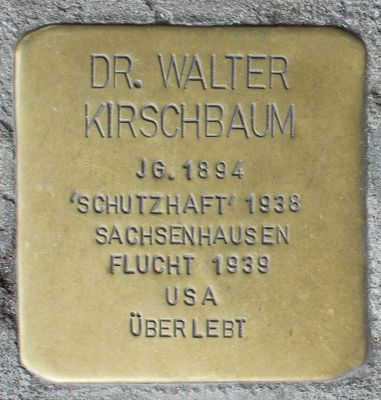 DR. WALTER
KIRSCHBAUM
JG. 1894
'SCHUTZHAFT' 1938
SACHSENHAUSEN
FLUCHT 1939
USA
ÜBERLEBT